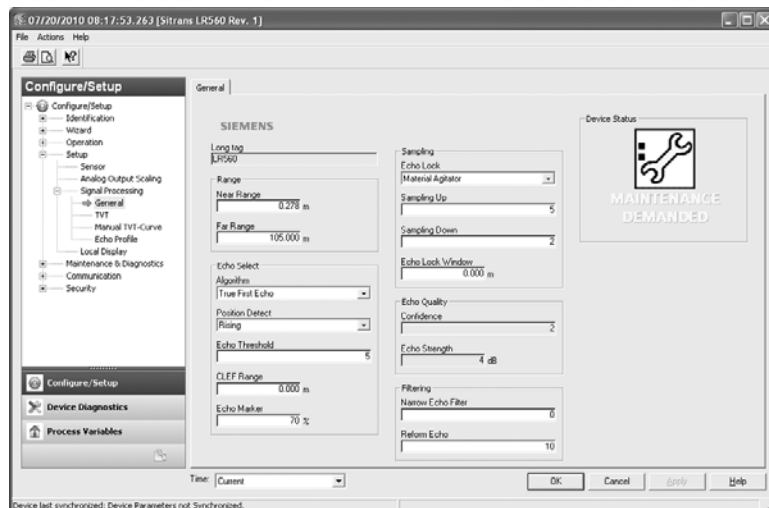 07/20/2010 08:17:53.263 [Sitrans LR560 Rev. 1]
File Actions Help
Configure/Setup
Configure/Setup
Identification
Wizard
Operation
Setup
Sensor
Analog Output Scaling
Signal Processing
General
TVT
Manual TVT-Curve
Echo Profile
Local Display
Maintenance & Diagnostics
Communication
Security
Configure/Setup
Device Diagnostics
Process Variables
General
SIEMENS
Long tag
LR560
Range
Near Range
0.278 m
Far Range
105.000 m
Echo Select
Algorithm
True First Echo
Position Detect
Rising
Echo Threshold
5
CLEF Range
0.000 m
Echo Marker
70 %
Sampling
Echo Lock
Material Agitator
Sampling Up
5
Sampling Down
2
Echo Lock Window
0.000 m
Echo Quality
Confidence
2
Echo Strength
4 dB
Filtering
Narrow Echo Filter
0
Reform Echo
10
Device Status
MAINTENANCE
DEMANDED
Time: Current
OK Cancel Apply Help
Device last synchronized: Device Parameters not Synchronized.